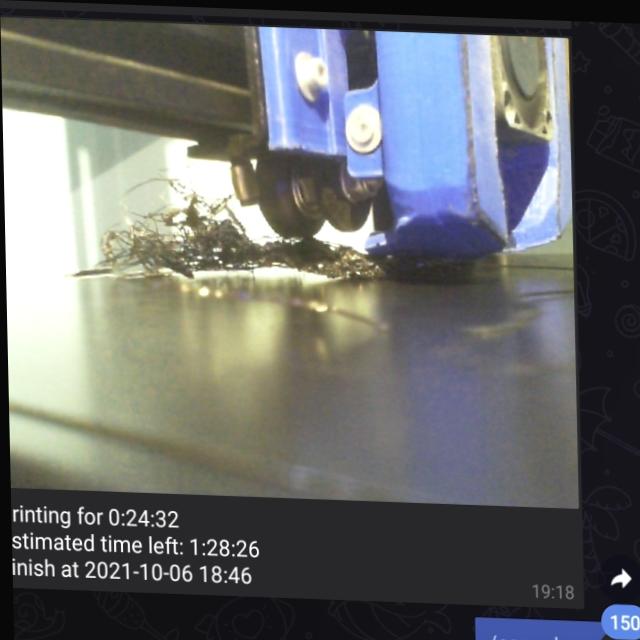 rinting for 0:24:32
stimated time left: 1:28:26
inish at 2021-10-06 18:46
19:18
150